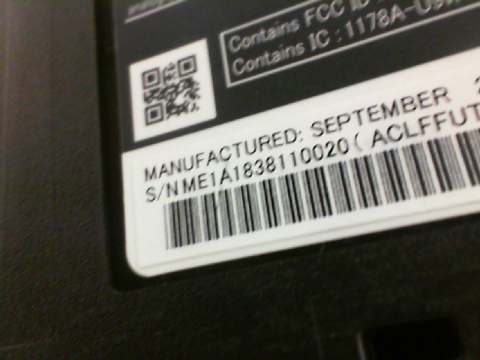 Contains FCC ID
Contains IC : 1178A-
MANUFACTURED: SEPTEMBER
S/N ME1A1838110020 ( ACLFFUT